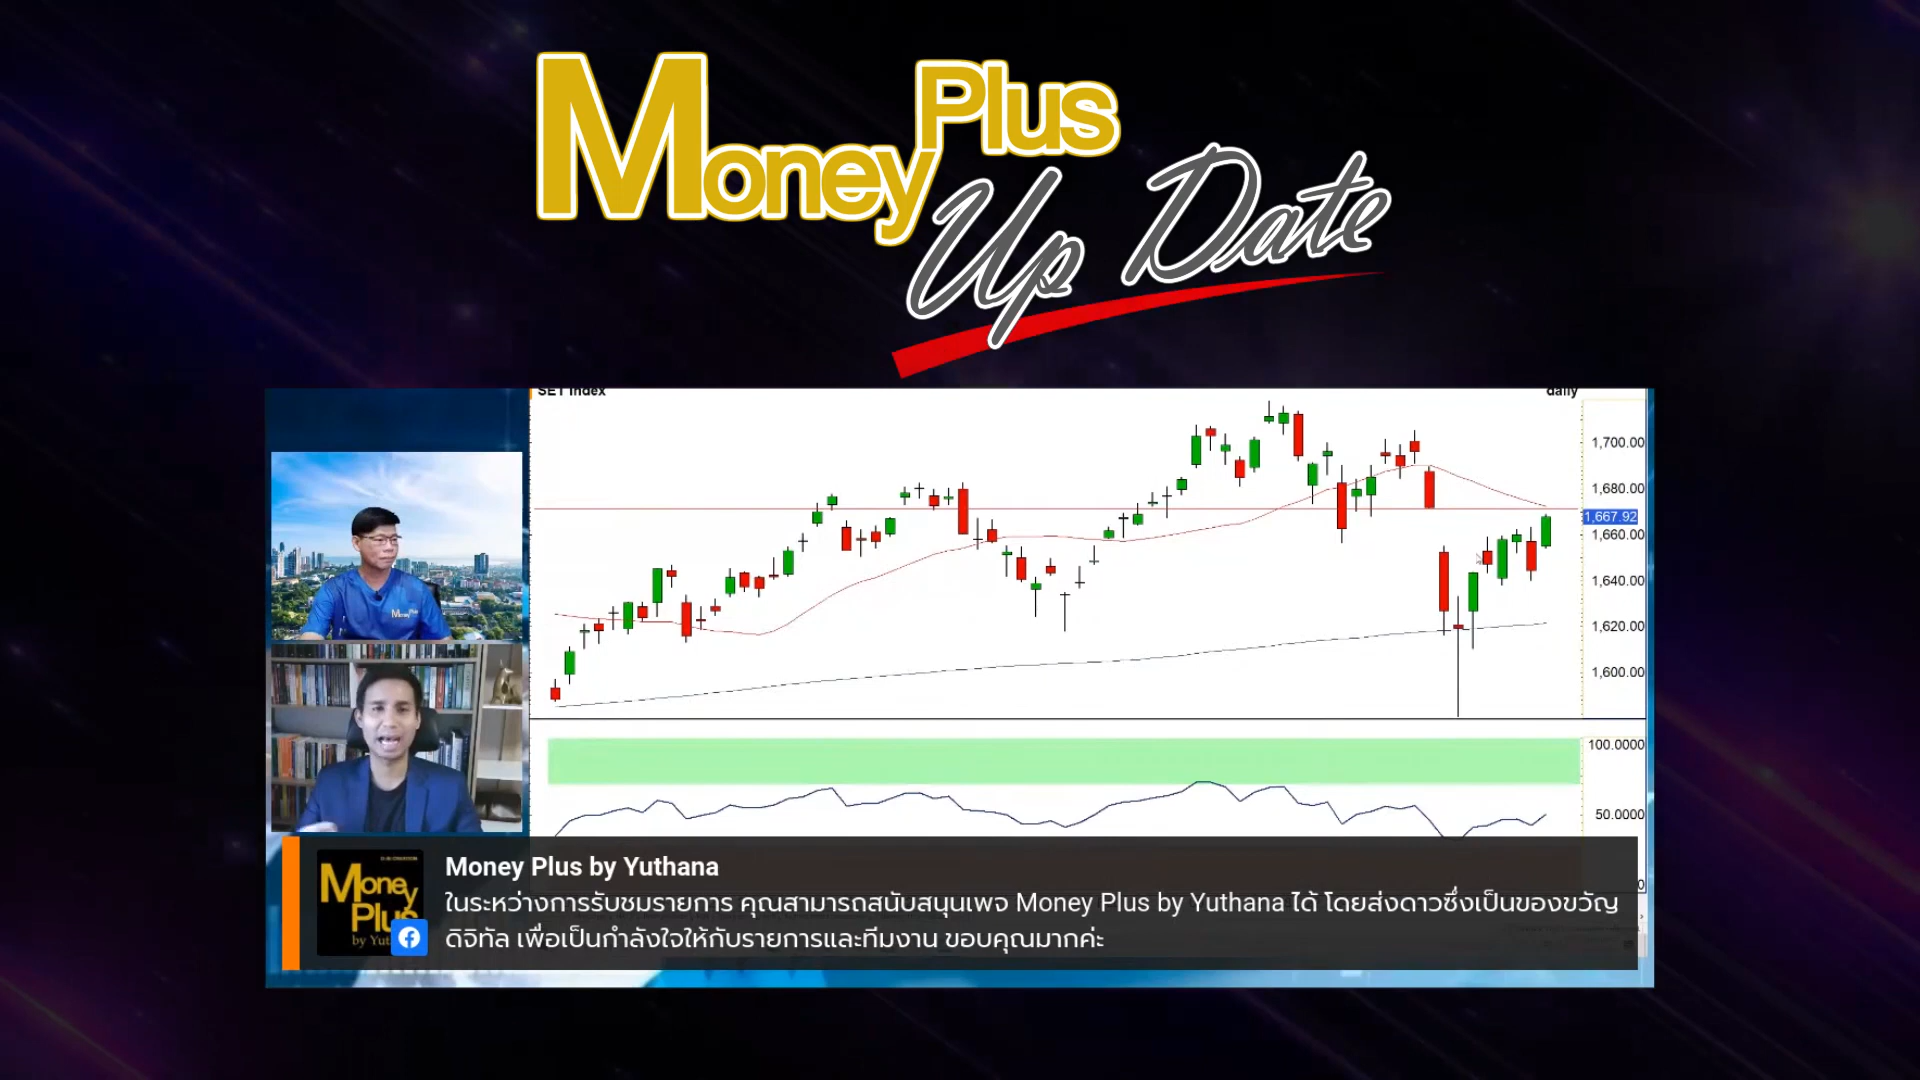 Money Plus
Up Date
SET Index
daily
1,700.00
1,680.00
1,667.92
1,660.00
1,640.00
1,620.00
1,600.00
100.0000
50.0000
Money Plus
Money Plus
Money Plus by Yuthana
ในระหว่างการรับชมรายการ คุณสามารถสนับสนุนเพจ Money Plus by Yuthana ได้ โดยส่งดาวซึ่งเป็นของขวัญ
ดิจิทัล เพื่อเป็นกำลังใจให้กับรายการและทีมงาน ขอบคุณมากค่ะ